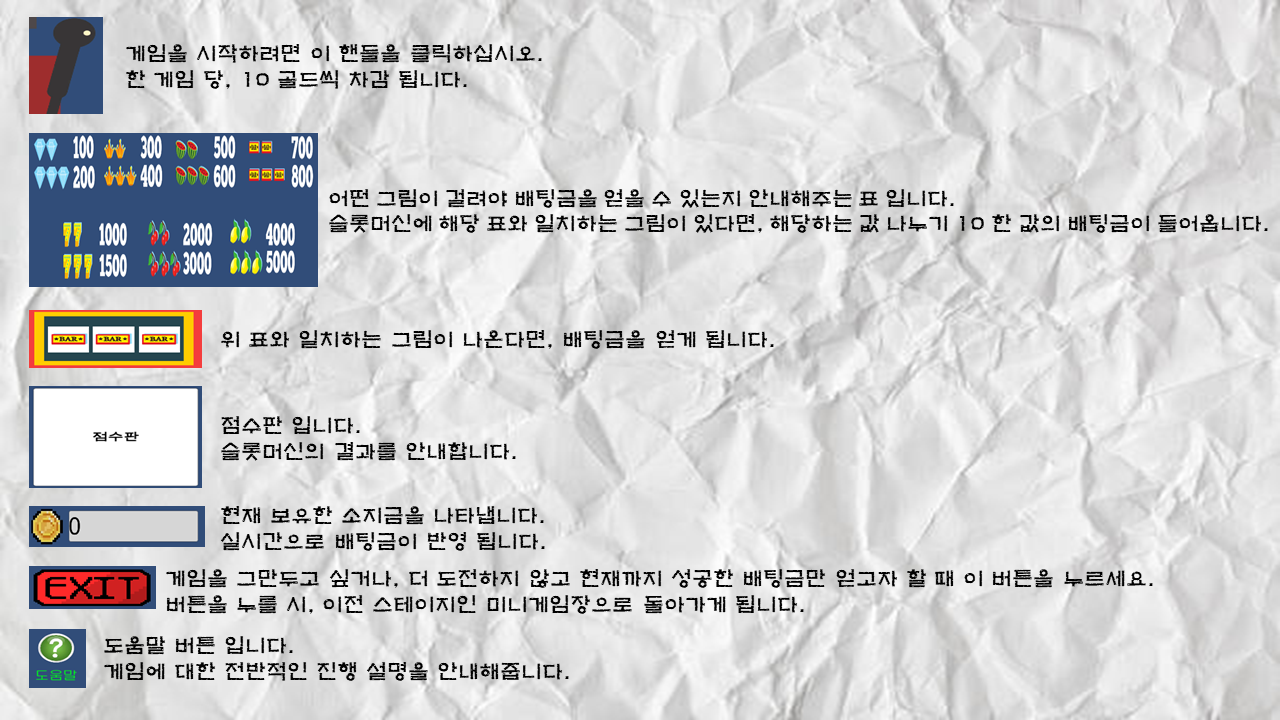 게임을 시작하려면 이 핸들을 클릭하십시오.
한 게임 당, 10 골드씩 차감 됩니다.
100 300 500 700
200 400 600 800
1000 2000 4000
1500 3000 5000
어떤 그림이 걸려야 배팅금을 얻을 수 있는지 안내해주는 표 입니다.
슬롯머신에 해당 표와 일치하는 그림이 있다면, 해당하는 값 나누기 10 한 값의 배팅금이 들어옵니다.
BAR BAR BAR
위 표와 일치하는 그림이 나온다면, 배팅금을 얻게 됩니다.
점수판
점수판 입니다.
슬롯머신의 결과를 안내합니다.
0
현재 보유한 소지금을 나타냅니다.
실시간으로 배팅금이 반영 됩니다.
EXIT
게임을 그만두고 싶거나, 더 도전하지 않고 현재까지 성공한 배팅금만 얻고자 할 때 이 버튼을 누르세요.
버튼을 누를 시, 이전 스테이지인 미니게임장으로 돌아가게 됩니다.
?
도움말
도움말 버튼 입니다.
게임에 대한 전반적인 진행 설명을 안내해줍니다.